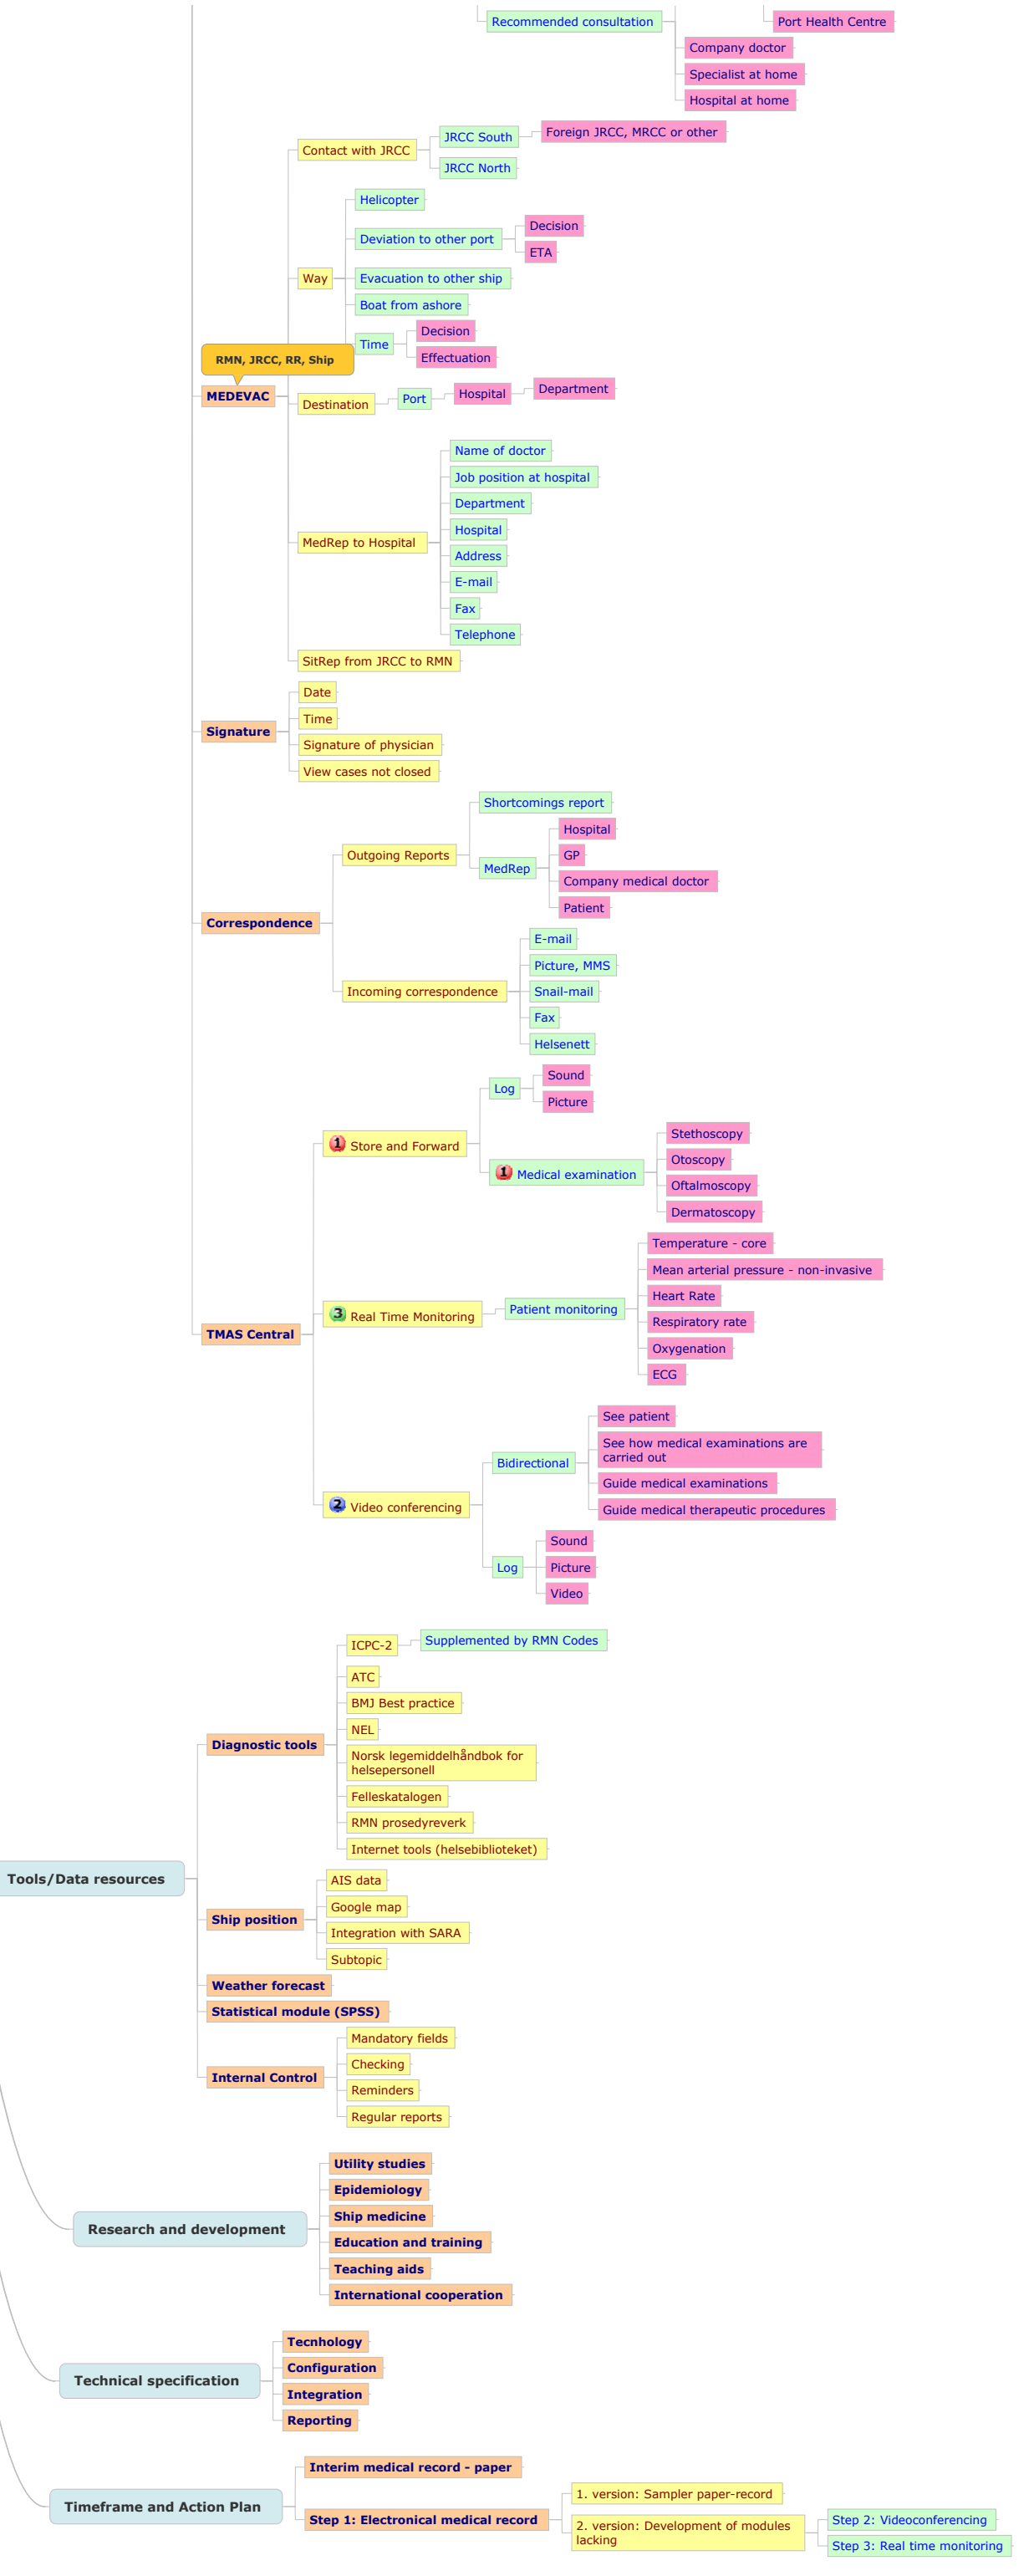 Recommended consultation
Port Health Centre
Company doctor
Specialist at home
Hospital at home
Contact with JRCC
JRCC South
Foreign JRCC, MRCC or other
JRCC North
Way
Helicopter
Deviation to other port
Decision
ETA
Evacuation to other ship
Boat from ashore
Time
Decision
Effectuation
RMN, JRCC, RR, Ship
MEDEVAC
Destination
Port
Hospital
Department
MedRep to Hospital
Name of doctor
Job position at hospital
Department
Hospital
Address
E-mail
Fax
Telephone
SitRep from JRCC to RMN
Signature
Date
Time
Signature of physician
View cases not closed
Correspondence
Outgoing Reports
Shortcomings report
MedRep
Hospital
GP
Company medical doctor
Patient
Incoming correspondence
E-mail
Picture, MMS
Snail-mail
Fax
Helsenett
TMAS Central
1 Store and Forward
Log
Sound
Picture
1 Medical examination
Stethoscopy
Otoscopy
Oftalmoscopy
Dermatoscopy
3 Real Time Monitoring
Patient monitoring
Temperature - core
Mean arterial pressure - non-invasive
Heart Rate
Respiratory rate
Oxygenation
ECG
2 Video conferencing
Bidirectional
See patient
See how medical examinations are
carried out
Guide medical examinations
Guide medical therapeutic procedures
Log
Sound
Picture
Video
Tools/Data resources
Diagnostic tools
ICPC-2
Supplemented by RMN Codes
ATC
BMJ Best practice
NEL
Norsk legemiddelhåndbok for
helsepersonell
Felleskatalogen
RMN prosedyreverk
Internet tools (helsebiblioteket)
Ship position
AIS data
Google map
Integration with SARA
Subtopic
Weather forecast
Statistical module (SPSS)
Internal Control
Mandatory fields
Checking
Reminders
Regular reports
Research and development
Utility studies
Epidemiology
Ship medicine
Education and training
Teaching aids
International cooperation
Technical specification
Tecnhology
Configuration
Integration
Reporting
Timeframe and Action Plan
Interim medical record - paper
Step 1: Electronical medical record
1. version: Sampler paper-record
2. version: Development of modules
lacking
Step 2: Videoconferencing
Step 3: Real time monitoring